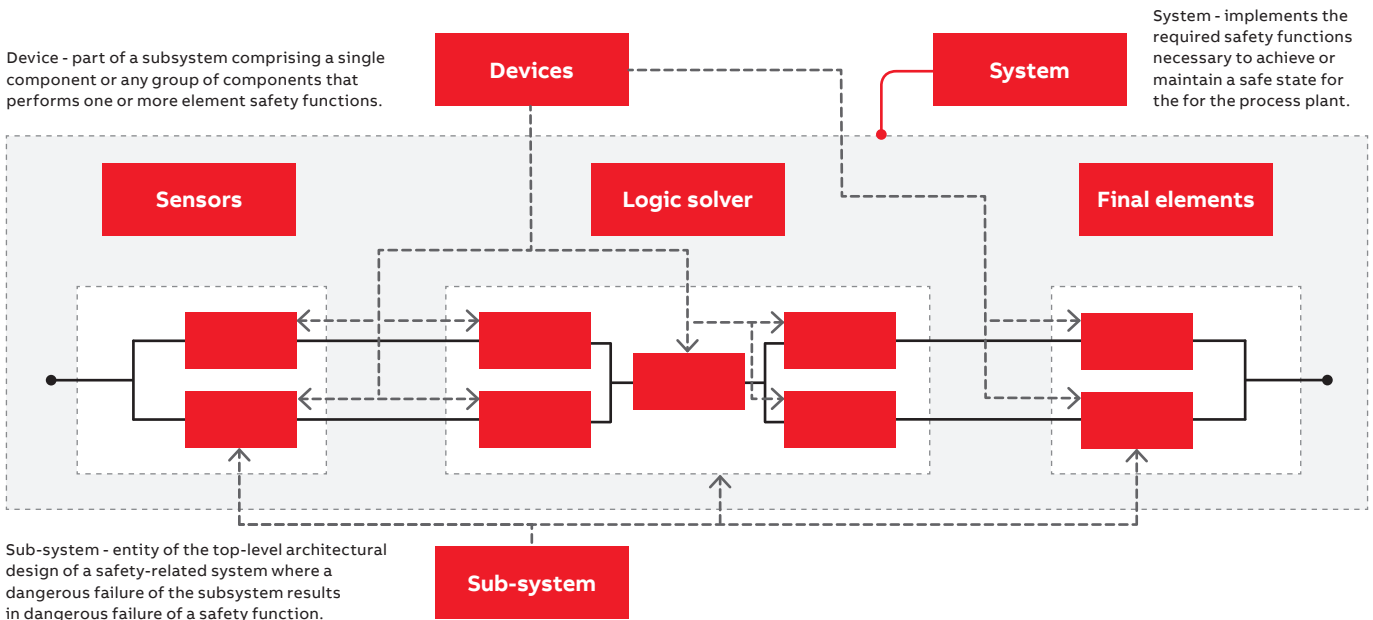 Device - part of a subsystem comprising a single
component or any group of components that
performs one or more element safety functions.
Devices
System
System - implements the
required safety functions
necessary to achieve or
maintain a safe state for
the for the process plant.
Sensors
Logic solver
Final elements
Sub-system - entity of the top-level architectural
design of a safety-related system where a
dangerous failure of the subsystem results
in dangerous failure of a safety function.
Sub-system